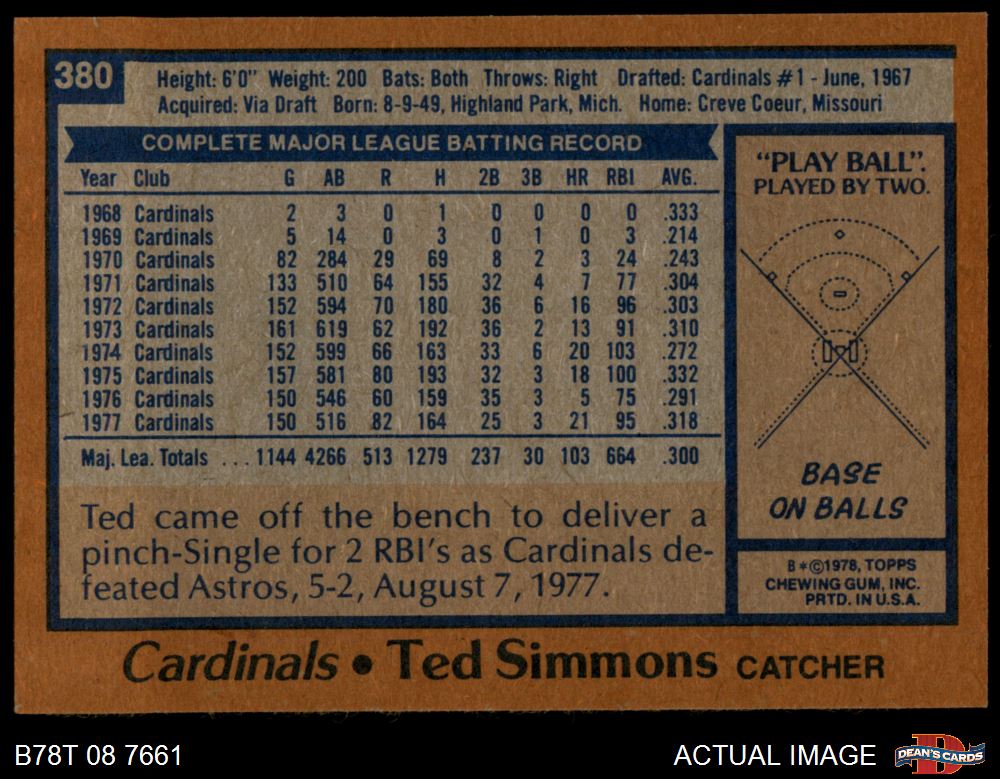 380
Height: 6'0" Weight: 200 Bats: Both Throws: Right Drafted: Cardinals #1 - June, 1967
Acquired: Via Draft Born: 8-9-49, Highland Park, Mich. Home: Creve Coeur, Missouri
COMPLETE MAJOR LEAGUE BATTING RECORD
Year Club G AB R H 2B 3B HR RBI AVG.
1968 Cardinals 2 3 0 1 0 0 0 0 .333
1969 Cardinals 5 14 0 3 0 1 0 3 .214
1970 Cardinals 82 284 29 69 8 2 3 24 .243
1971 Cardinals 133 510 64 155 32 4 7 77 .304
1972 Cardinals 152 594 70 180 36 6 16 96 .303
1973 Cardinals 161 619 62 192 36 2 13 91 .310
1974 Cardinals 152 599 66 163 33 6 20 103 .272
1975 Cardinals 157 581 80 193 32 3 18 100 .332
1976 Cardinals 150 546 60 159 35 3 5 75 .291
1977 Cardinals 150 516 82 164 25 3 21 95 .318
Maj. Lea. Totals ... 1144 4266 513 1279 237 30 103 664 .300
Ted came off the bench to deliver a
pinch-Single for 2 RBI's as Cardinals de-
feated Astros, 5-2, August 7, 1977.
"PLAY BALL".
PLAYED BY TWO.
BASE
ON BALLS
B*©1978, TOPPS
CHEWING GUM, INC.
PRTD. IN U.S.A.
Cardinals • Ted Simmons CATCHER
B78T 08 7661
ACTUAL IMAGE
D
DEAN'S CARDS